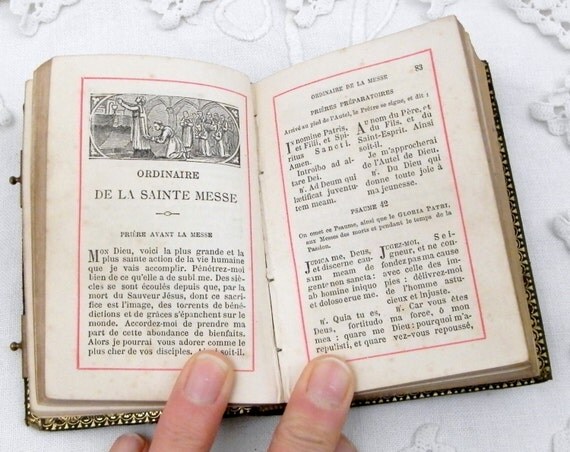 ORDINAIRE
DE LA SAINTE MESSE
PRIÈRE AVANT LA MESSE
MON DIEU, voici la plus grande et la
plus sainte action de la vie humaine
que je vais accomplir. Pénétrez-moi
bien de ce qu'elle a de subl me. Des siè-
cles se sont écoulés depuis que, par la
mort du Sauveur Jésus, dont ce sacri-
fice est l'image, des torrents de béné-
dictions et de grâces s'épanchent sur le
monde. Accordez-moi de prendre ma
part de cette abondance de bienfaits.
Alors je pourrai vous adorer comme le
plus cher de vos disciples. Ainsi soit-il.
ORDINAIRE DE LA MESSE 83
PRIÈRES PRÉPARATOIRES
Arrivé au pied de l'Autel, le Prêtre se signe, et dit :
IN nomine Patris,
et Filii, et Spi-
ritus Sancti.
Amen.
Introibo ad al-
tare Dei.
℟. Ad Deum qui
lætificat juventu-
tem meam.
AU nom du Père, et
du Fils, et du
Saint-Esprit. Ainsi
soit-il.
Je m'approcherai
de l'Autel de Dieu.
℟. Du Dieu qui
donne toute joie à
ma jeunesse.
PSAUME 42
On omet ce Psaume, ainsi que le GLORIA PATRI,
aux Messes des morts et pendant le temps de la
Passion.
JUDICA me, Deus,
et discerne cau-
sam meam de
gente non sancta:
ab homine iniquo
et doloso erue me.
℟. Quia tu es,
Deus, fortitudo
mea : quare me
repulisti, et quare
JUGEZ-MOI, Sei-
gneur, et ne con-
fondez pas ma cause
avec celle des im-
pies : délivrez-moi
de l'homme astu-
cieux et injuste.
℟. Car vous êtes
ma force, ô mon
Dieu : pourquoi m'a-
vez-vous repoussé,